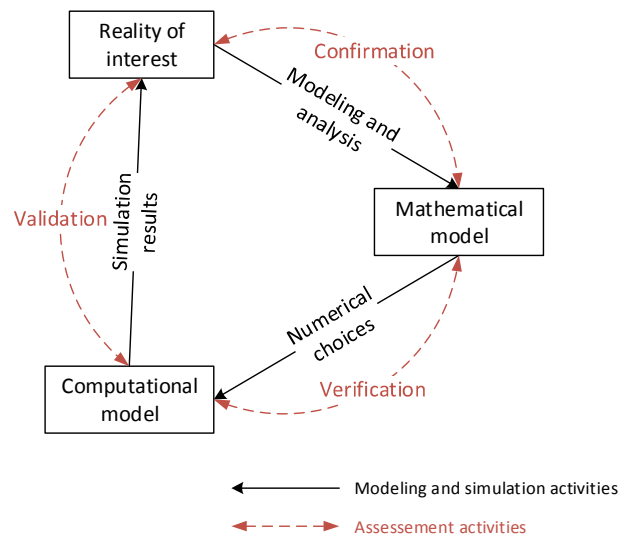 Reality of
interest
Confirmation
Modeling and
analysis
Mathematical
model
Validation
Simulation
results
Numerical
choices
Computational
model
Verification
Modeling and simulation activities
Assessement activities